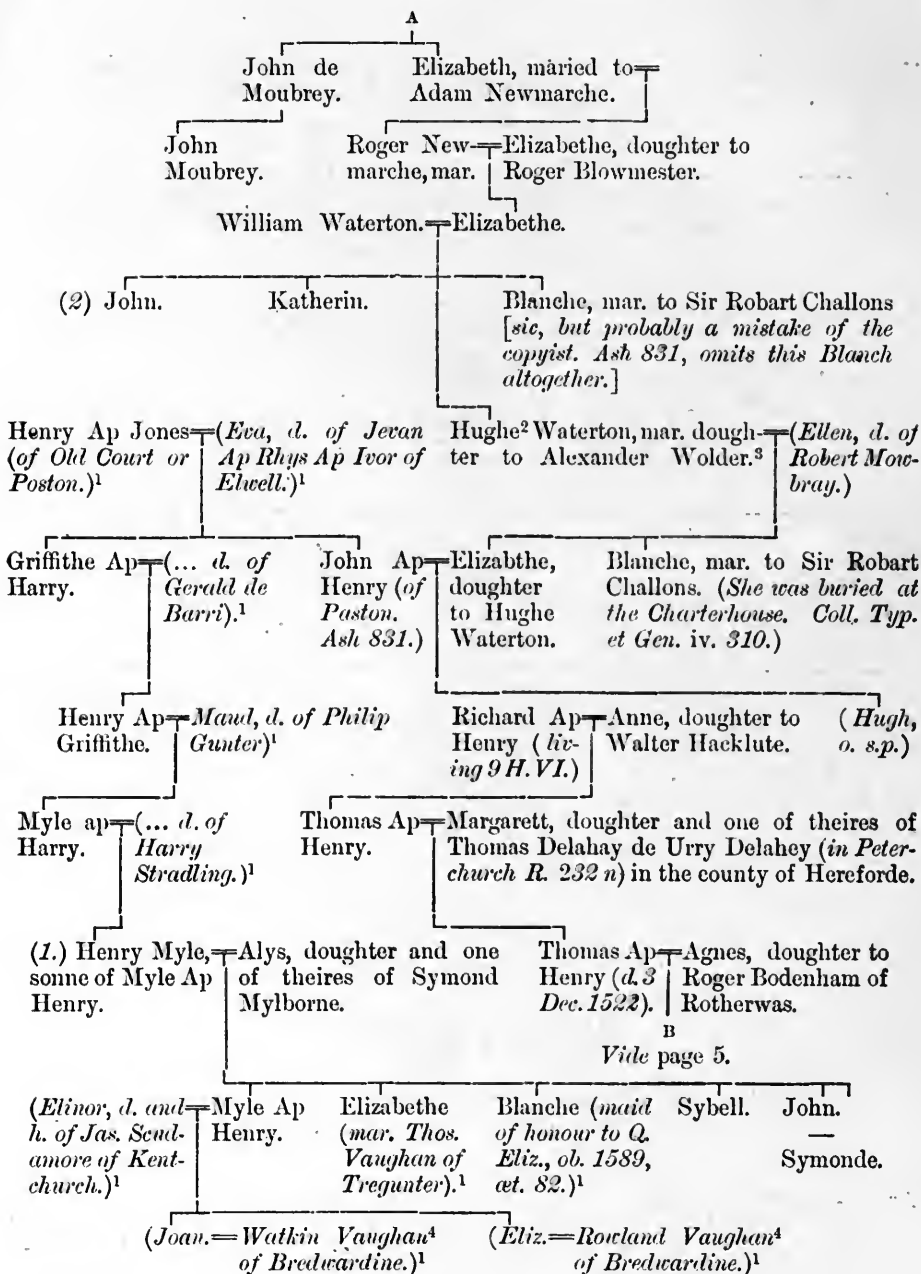 A
John de
Moubrey.
Elizabeth, maried to
Adam Newmarche.
John
Moubrey.
Roger New-
marche, mar.
Elizabethe, doughter to
Roger Blowmester.
William Waterton.
Elizabethe.
(2) John.
Katherin.
Blanche, mar. to Sir Robart Challons
[sic, but probably a mistake of the
copyist. Ash 831, omits this Blanch
altogether.]
Henry Ap Jones
(of Old Court or
Poston.)¹
(Eva, d. of Jevan
Ap Rhys Ap Ivor of
Elwell.)¹
Hughe² Waterton, mar. dough-
ter to Alexander Wolder.³
(Ellen, d. of
Robert Mow-
bray.)
Griffithe Ap
Harry.
(... d. of
Gerald de
Barri).¹
John Ap
Henry (of
Paston.
Ash 831.)
Elizabthe,
doughter
to Hughe
Waterton.
Blanche, mar. to Sir Robart
Challons. (She was buried at
the Charterhouse. Coll. Typ.
et Gen. iv. 310.)
Henry Ap
Griffithe.
Maud, d. of Philip
Gunter)¹
Richard Ap
Henry (liv-
ing 9 H. VI.)
Anne, doughter to
Walter Hacklute.
(Hugh,
o. s.p.)
Myle ap
Harry.
(... d. of
Harry
Stradling.)¹
Thomas Ap
Henry.
Margarett, doughter and one of theires of
Thomas Delahay de Urry Delahey (in Peter-
church R. 232 n) in the county of Hereforde.
(1.) Henry Myle,
sonne of Myle Ap
Henry.
Alys, doughter and one
of theires of Symond
Mylborne.
Thomas Ap
Henry (d. 3
Dec. 1522).
Agnes, doughter to
Roger Bodenham of
Rotherwas.
B
Vide page 5.
(Elinor, d. and
h. of Jas. Scud-
amore of Kent-
church.)¹
Myle Ap
Henry.
Elizabethe
(mar. Thos.
Vaughan of
Tregunter).¹
Blanche (maid
of honour to Q.
Eliz., ob. 1589,
æt. 82.)¹
Sybell.
John.
—
Symonde.
(Joan.=Watkin Vaughan⁴
of Bredwardine.)¹
(Eliz.=Rowland Vaughan⁴
of Bredwardine.)¹